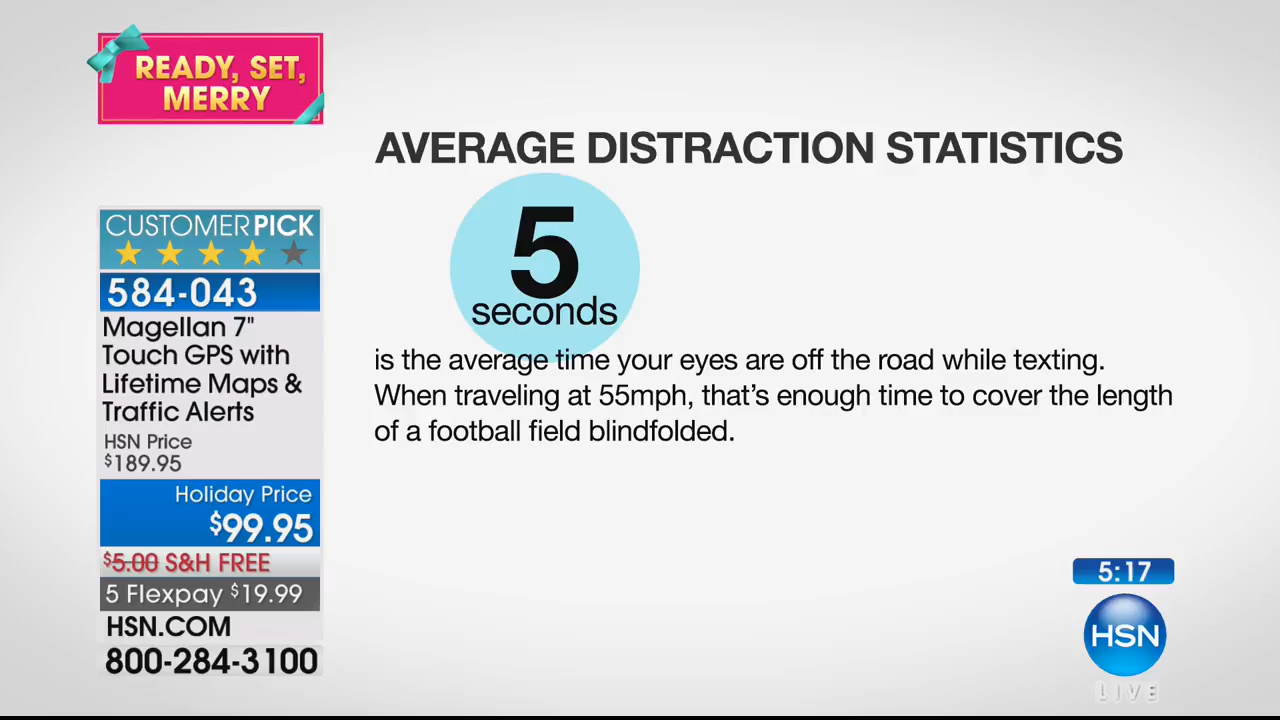 READY, SET,
MERRY
AVERAGE DISTRACTION STATISTICS
5
seconds
is the average time your eyes are off the road while texting.
When traveling at 55mph, that's enough time to cover the length
of a football field blindfolded.
CUSTOMER PICK
584-043
Magellan 7"
Touch GPS with
Lifetime Maps &
Traffic Alerts
HSN Price
$189.95
Holiday Price
$99.95
$5.00 S&H FREE
5 Flexpay $19.99
HSN.COM
800-284-3100
5:17
HSN
LIVE